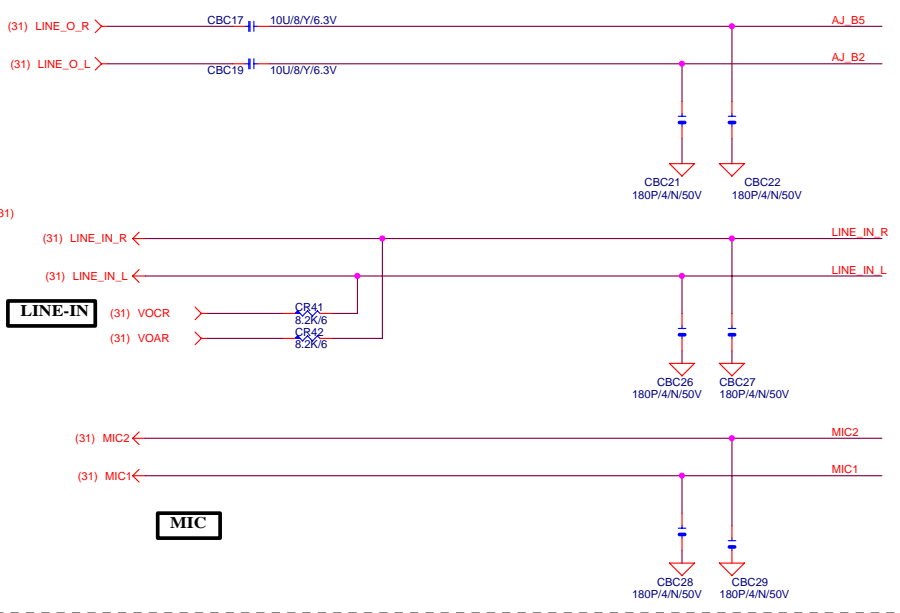 (31) LINE_O_R CBC17 10U/8/Y/6.3V AJ_B5
(31) LINE_O_L CBC19 10U/8/Y/6.3V AJ_B2
CBC21 CBC22
180P/4/N/50V 180P/4/N/50V
31)
(31) LINE_IN_R LINE_IN_R
(31) LINE_IN_L LINE_IN_L
LINE-IN (31) VOCR CR41
8.2K/6
(31) VOAR CR42
8.2K/6
CBC26 CBC27
180P/4/N/50V 180P/4/N/50V
(31) MIC2 MIC2
(31) MIC1 MIC1
MIC
CBC28 CBC29
180P/4/N/50V 180P/4/N/50V